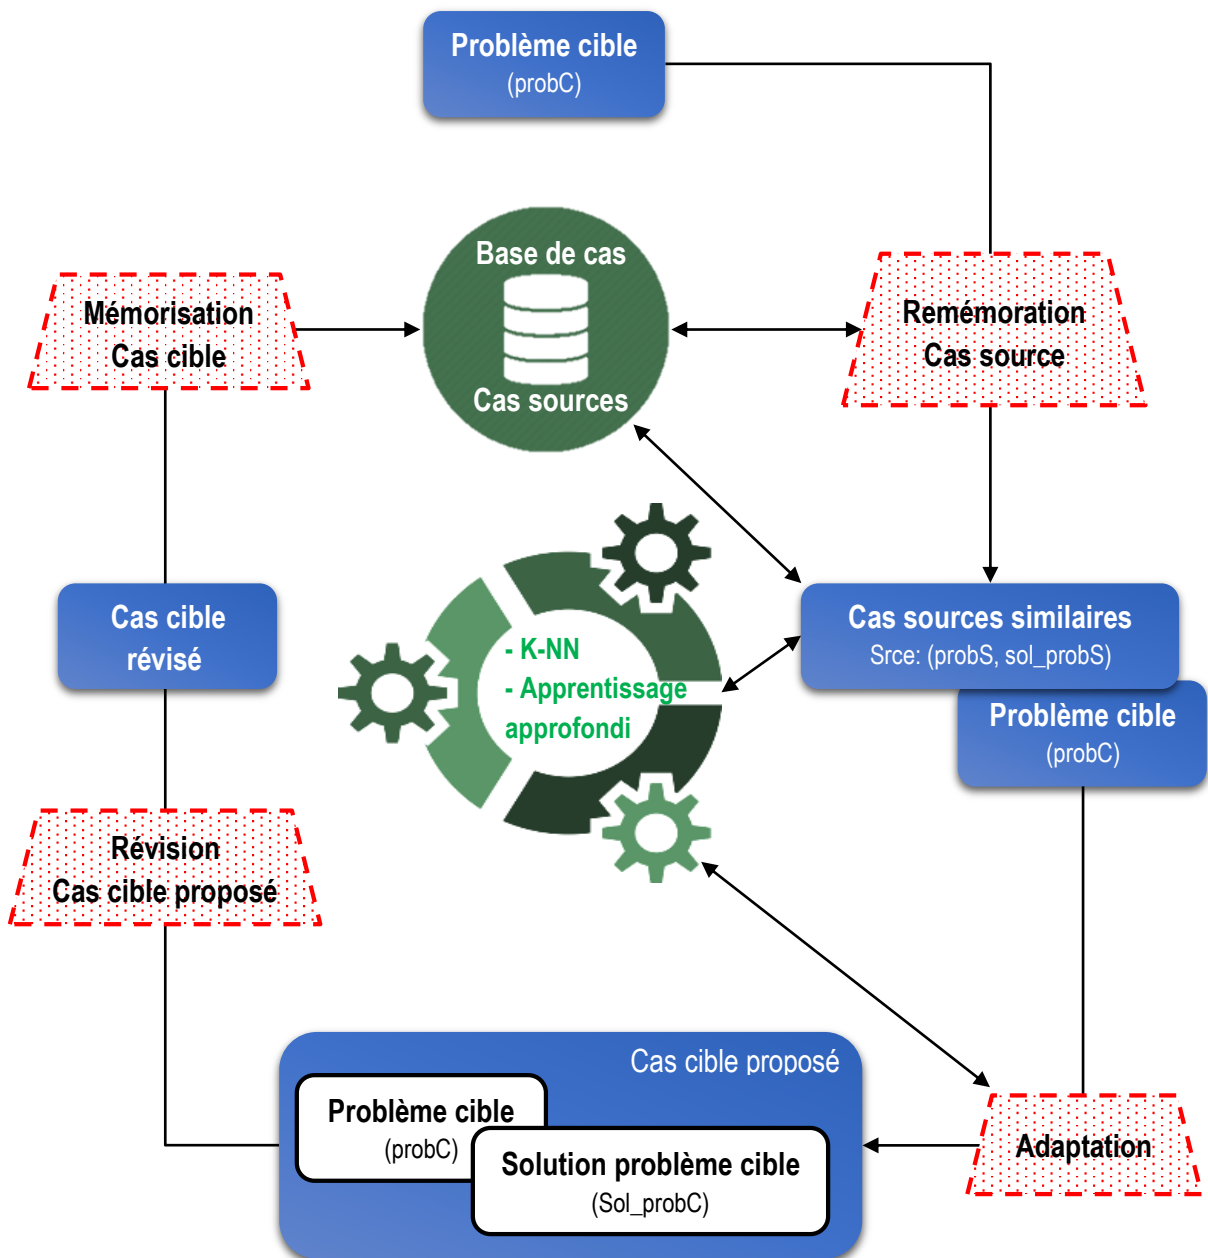 Problème cible
(probC)
Base de cas
Cas sources
Mémorisation
Cas cible
Remémoration
Cas source
Cas cible
révisé
- K-NN
- Apprentissage
approfondi
Cas sources similaires
Srce: (probS, sol_probS)
Problème cible
(probC)
Révision
Cas cible proposé
Cas cible proposé
Problème cible
(probC)
Solution problème cible
(Sol_probC)
Adaptation